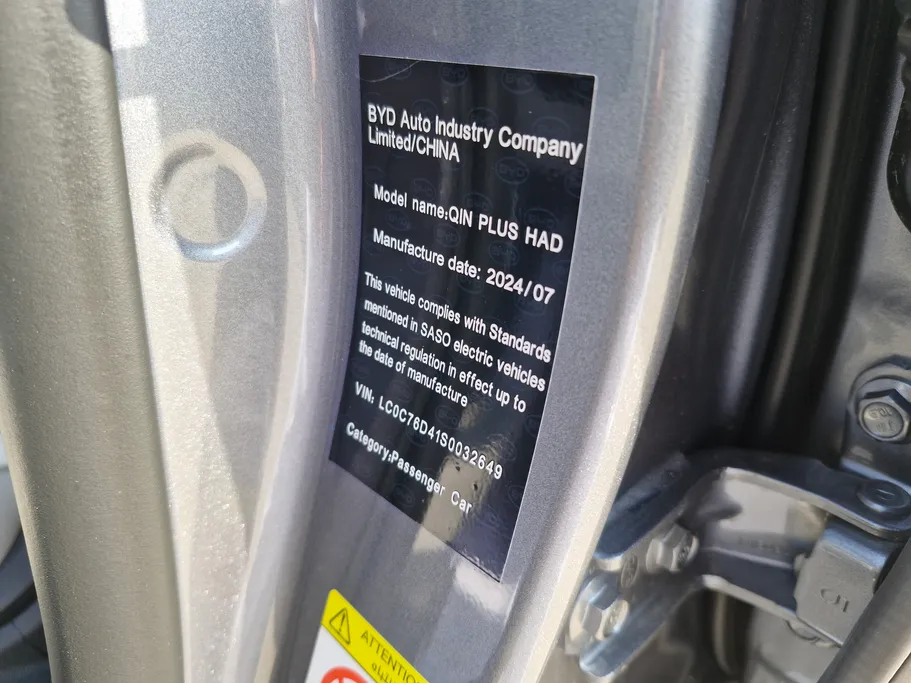 BYD Auto Industry Company
Limited/CHINA
Model name:QIN PLUS HAD
Manufacture date: 2024/07
This vehicle complies with Standards
mentioned in SASO electric vehicles
technical regulation in effect up to
the date of manufacture
VIN: LC0C76D41S0032649
Category:Passenger Car
ATTENTION
انتباه